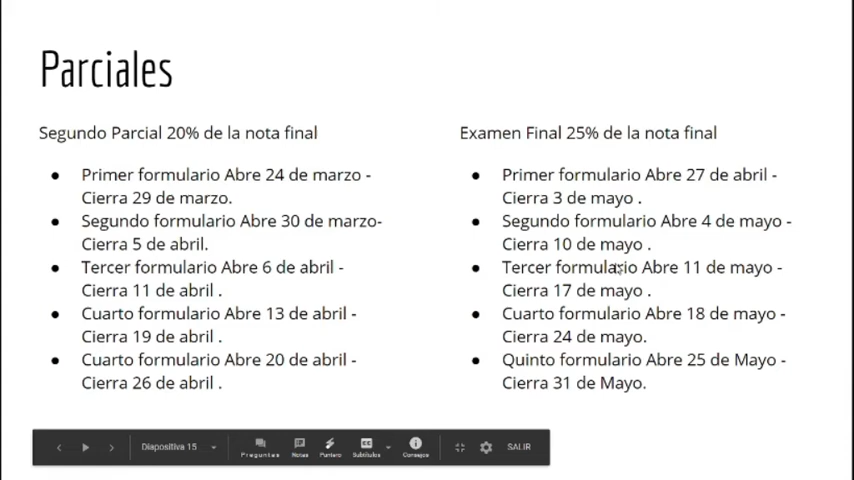 Parciales
Segundo Parcial 20% de la nota final
● Primer formulario Abre 24 de marzo -
Cierra 29 de marzo.
● Segundo formulario Abre 30 de marzo-
Cierra 5 de abril.
● Tercer formulario Abre 6 de abril -
Cierra 11 de abril .
● Cuarto formulario Abre 13 de abril -
Cierra 19 de abril .
● Cuarto formulario Abre 20 de abril -
Cierra 26 de abril .
Examen Final 25% de la nota final
● Primer formulario Abre 27 de abril -
Cierra 3 de mayo .
● Segundo formulario Abre 4 de mayo -
Cierra 10 de mayo .
● Tercer formulario Abre 11 de mayo -
Cierra 17 de mayo .
● Cuarto formulario Abre 18 de mayo -
Cierra 24 de mayo.
● Quinto formulario Abre 25 de Mayo -
Cierra 31 de Mayo.
Diapositiva 15
Preguntas
Notas
Puntero
Subtítulos
Consejos
SALIR